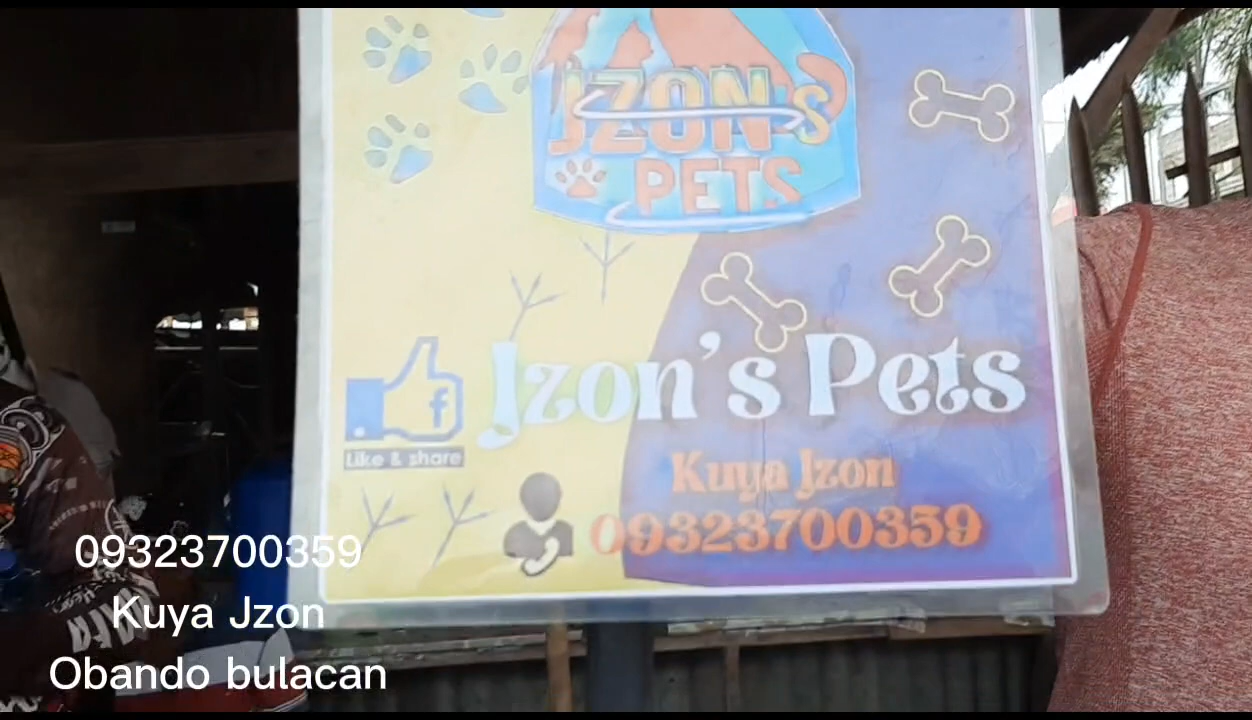 JZON'S
PETS
Jzon's Pets
Like & share
Kuya Jzon
09323700359
09323700359
Kuya Jzon
Obando bulacan